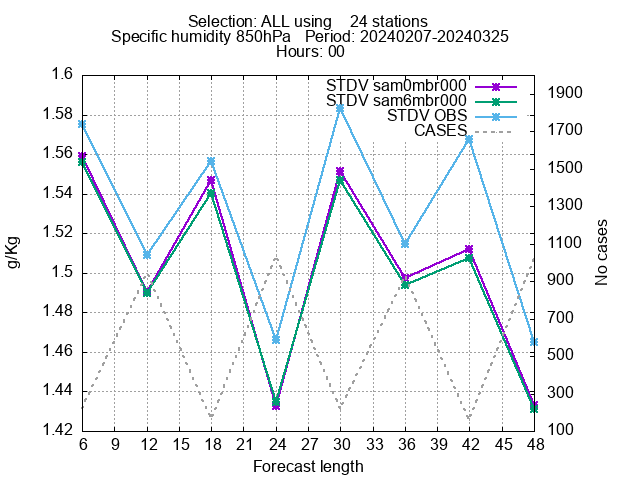 Selection: ALL using    24 stations
Specific humidity 850hPa   Period: 20240207-20240325
Hours: 00
STDV sam0mbr000
STDV sam6mbr000
STDV OBS
CASES
1.6
1.58
1.56
1.54
1.52
1.5
1.48
1.46
1.44
1.42
g/Kg
1900
1700
1500
1300
1100
900
700
500
300
100
No cases
6 9 12 15 18 21 24 27 30 33 36 39 42 45 48
Forecast length